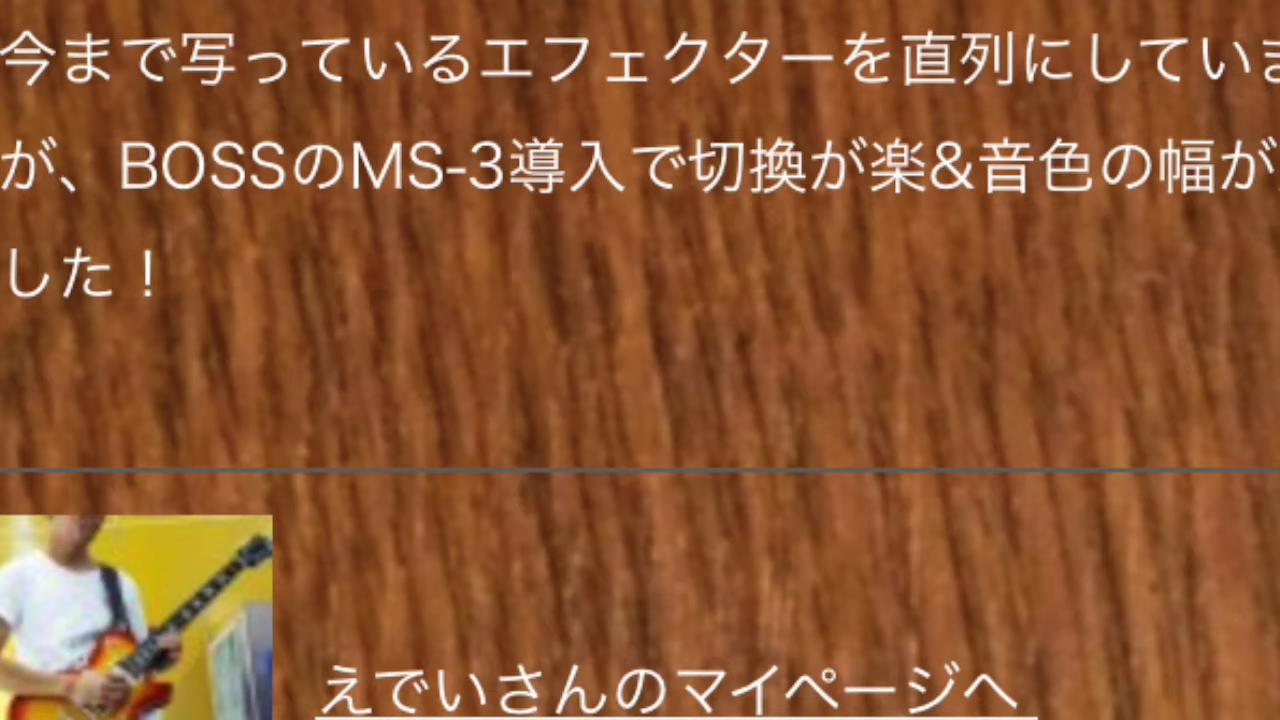 今まで写っているエフェクターを直列にしていま
が、BOSSのMS-3導入で切換が楽&音色の幅が
した！
えでぃさんのマイページへ